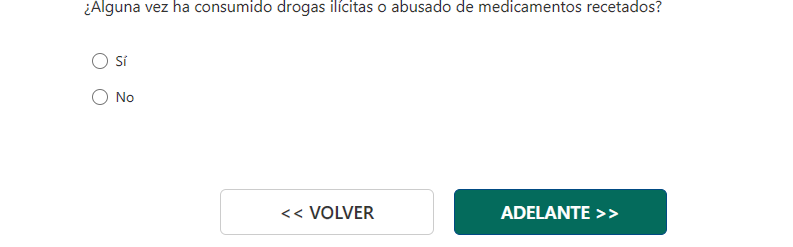 ¿Alguna vez ha consumido drogas ilícitas o abusado de medicamentos recetados?
Sí
No
<< VOLVER
ADELANTE >>